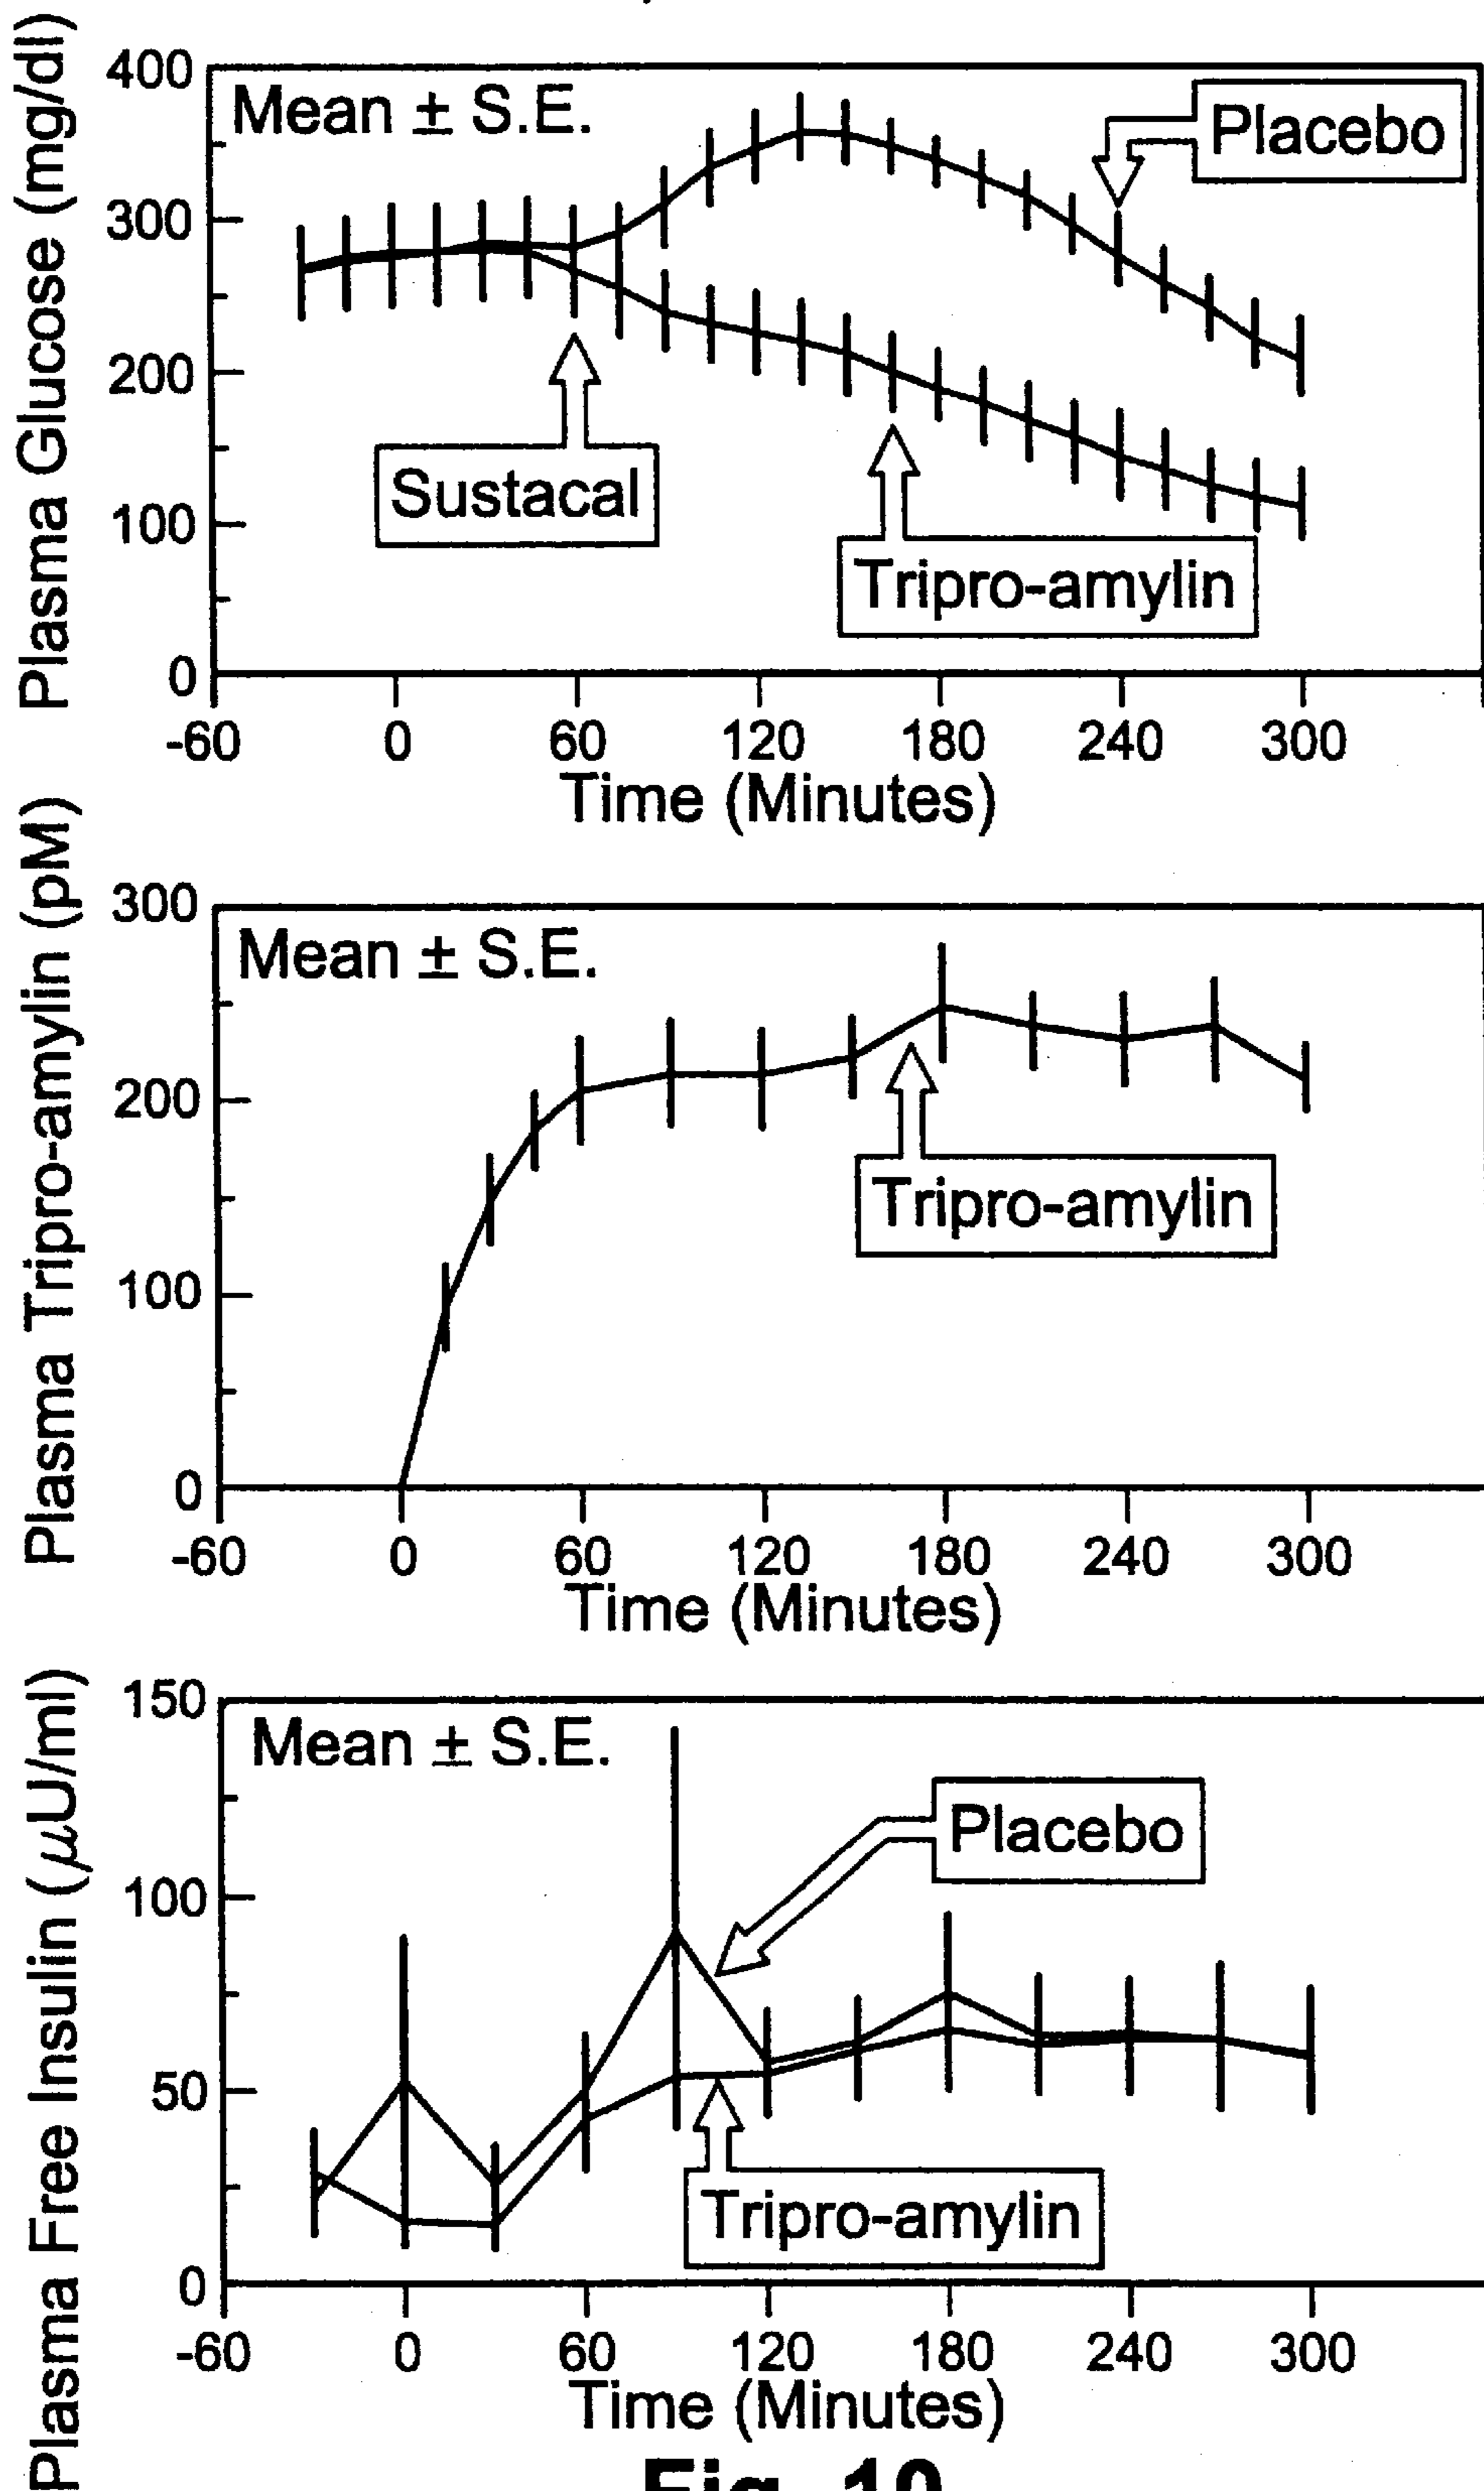 Plasma Glucose (mg/dl)
400
300
200
100
0
Mean ± S.E.
Placebo
Sustacal
Tripro-amylin
-60 0 60 120 180 240 300
Time (Minutes)
Plasma Tripro-amylin (pM)
300
200
100
0
Mean ± S.E.
Tripro-amylin
-60 0 60 120 180 240 300
Time (Minutes)
Plasma Free Insulin (μU/ml)
150
100
50
0
Mean ± S.E.
Placebo
Tripro-amylin
-60 0 60 120 180 240 300
Time (Minutes)
Fig. 10